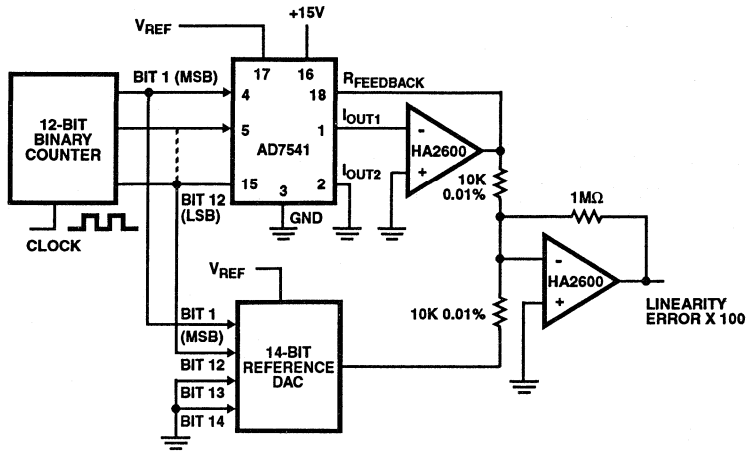 +15V
VREF
BIT 1 (MSB)
17
16
RFEEDBACK
4
18
12-BIT
BINARY
COUNTER
5
AD7541
1
IOUT1
-
HA2600
+
10K
0.01%
15
3
2
IOUT2
BIT 12
(LSB)
GND
1MΩ
CLOCK
VREF
-
HA2600
+
LINEARITY
ERROR X 100
10K 0.01%
BIT 1
(MSB)
14-BIT
REFERENCE
DAC
BIT 12
BIT 13
BIT 14